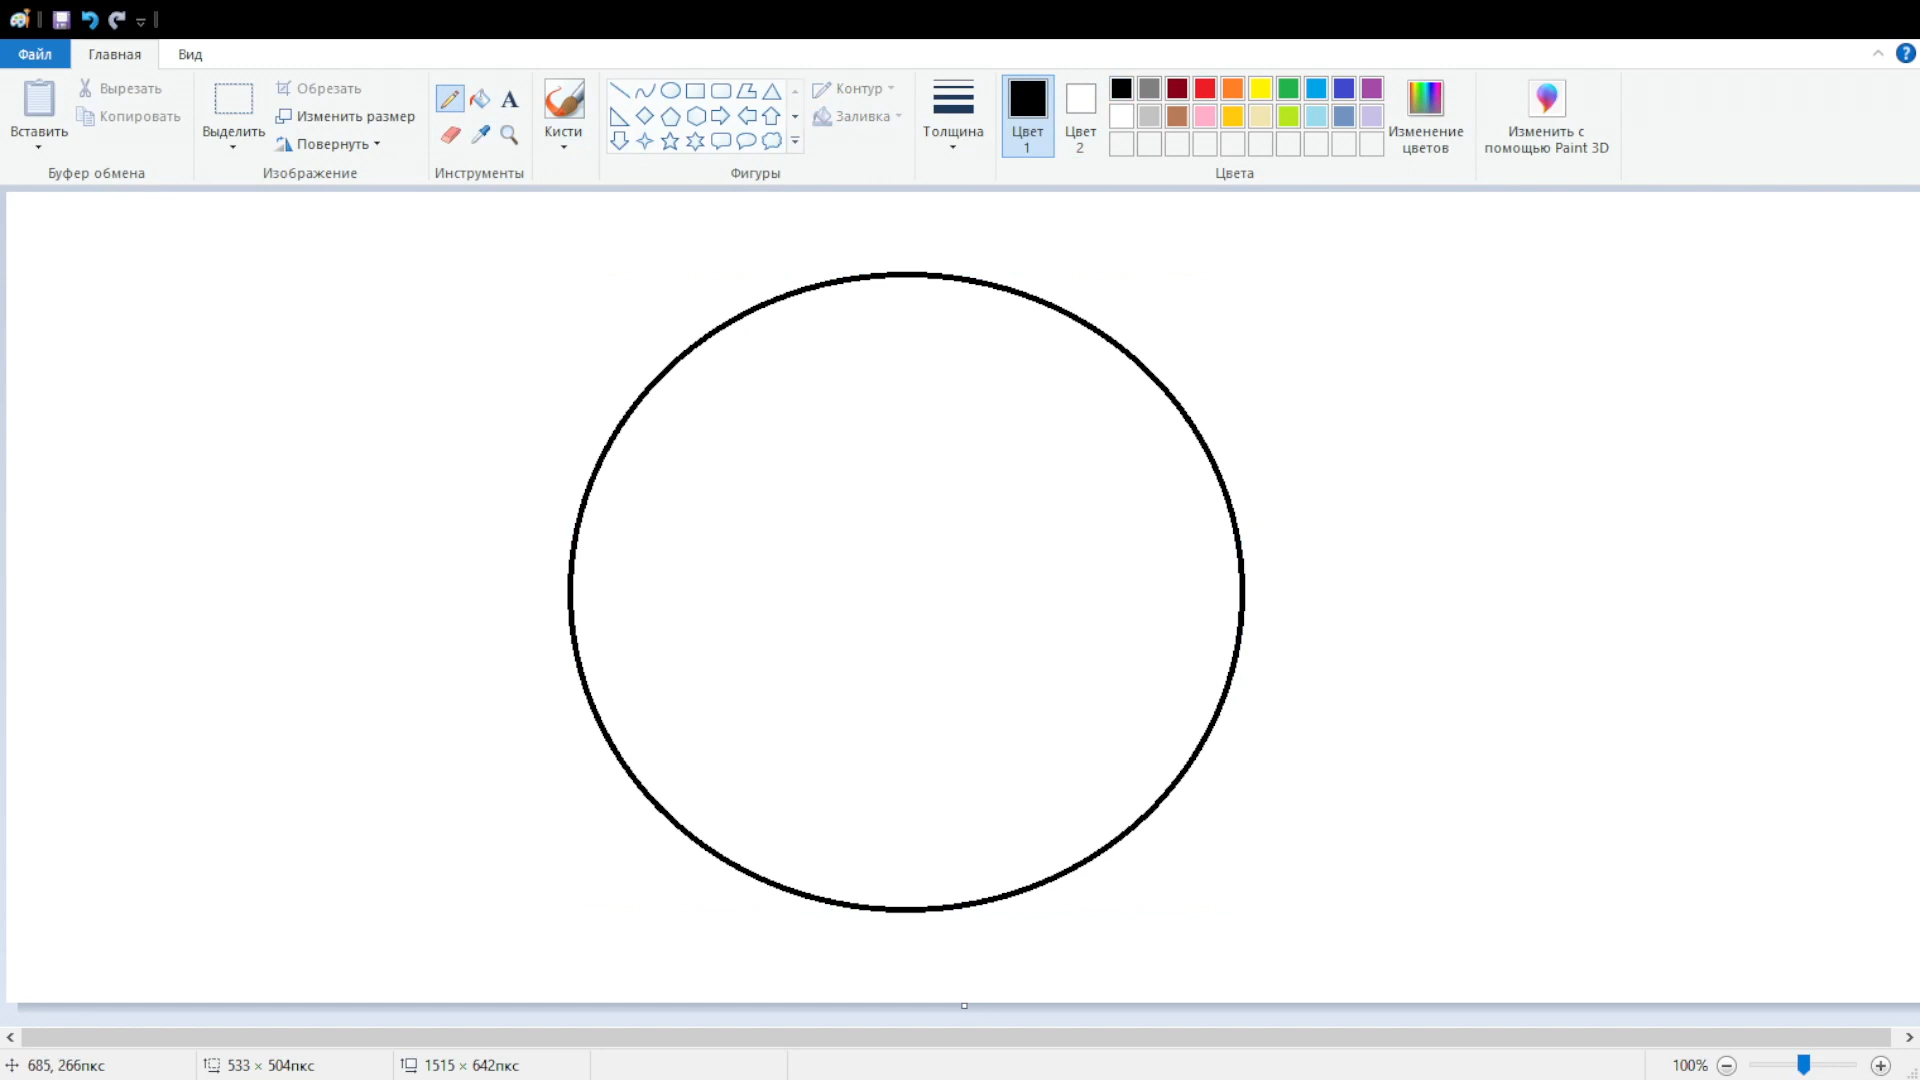 Файл Главная Вид
Вставить
Вырезать
Копировать
Буфер обмена
Выделить
Обрезать
Изменить размер
Повернуть
Изображение
A
Инструменты
Кисти
Контур
Заливка
Фигуры
Толщина
Цвет
1
Цвет
2
Изменение
цветов
Цвета
Изменить с
помощью Paint 3D
?
685, 266пкс
533 × 504пкс
1515 × 642пкс
100%